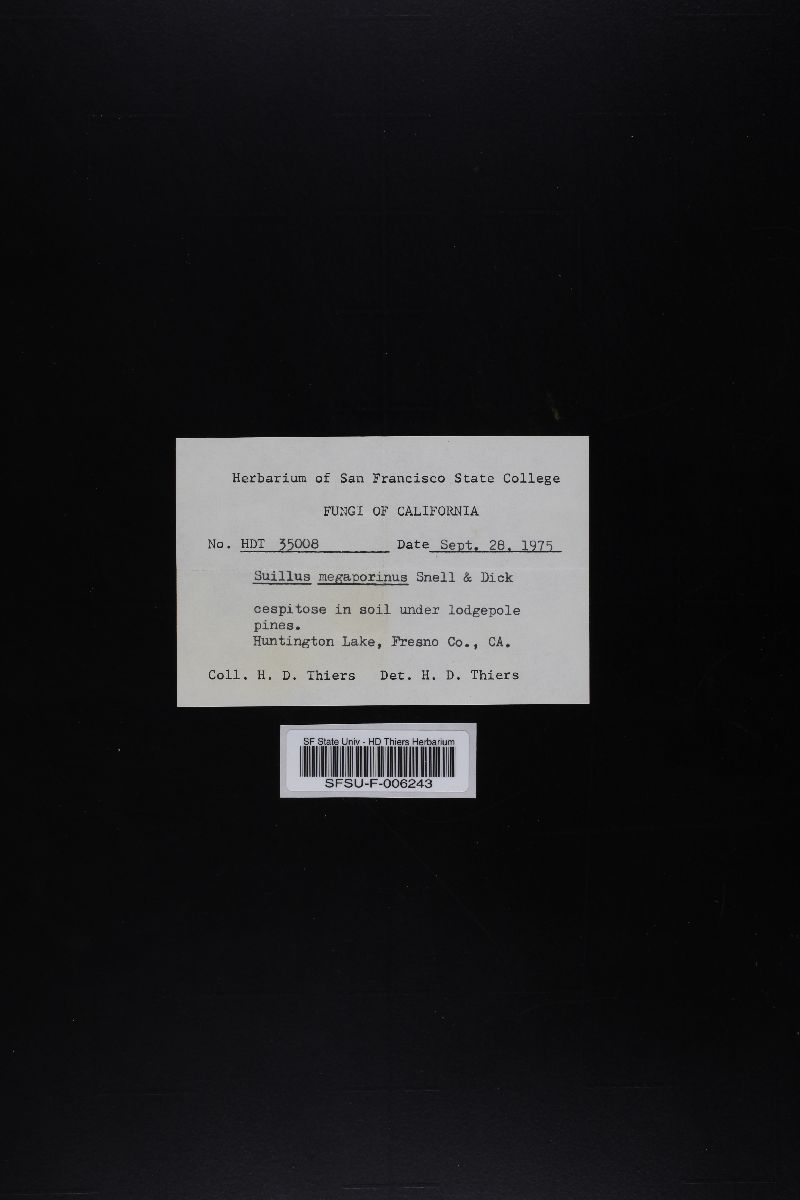 Herbarium of San Francisco State College
FUNGI OF CALIFORNIA
No. HDT 35008 Date Sept. 28, 1975
Suillus megaporinus Snell & Dick
cespitose in soil under lodgepole
pines.
Huntington Lake, Fresno Co., CA.
Coll. H. D. Thiers Det. H. D. Thiers
SF State Univ - HD Thiers Herbarium
SFSU-F-006243